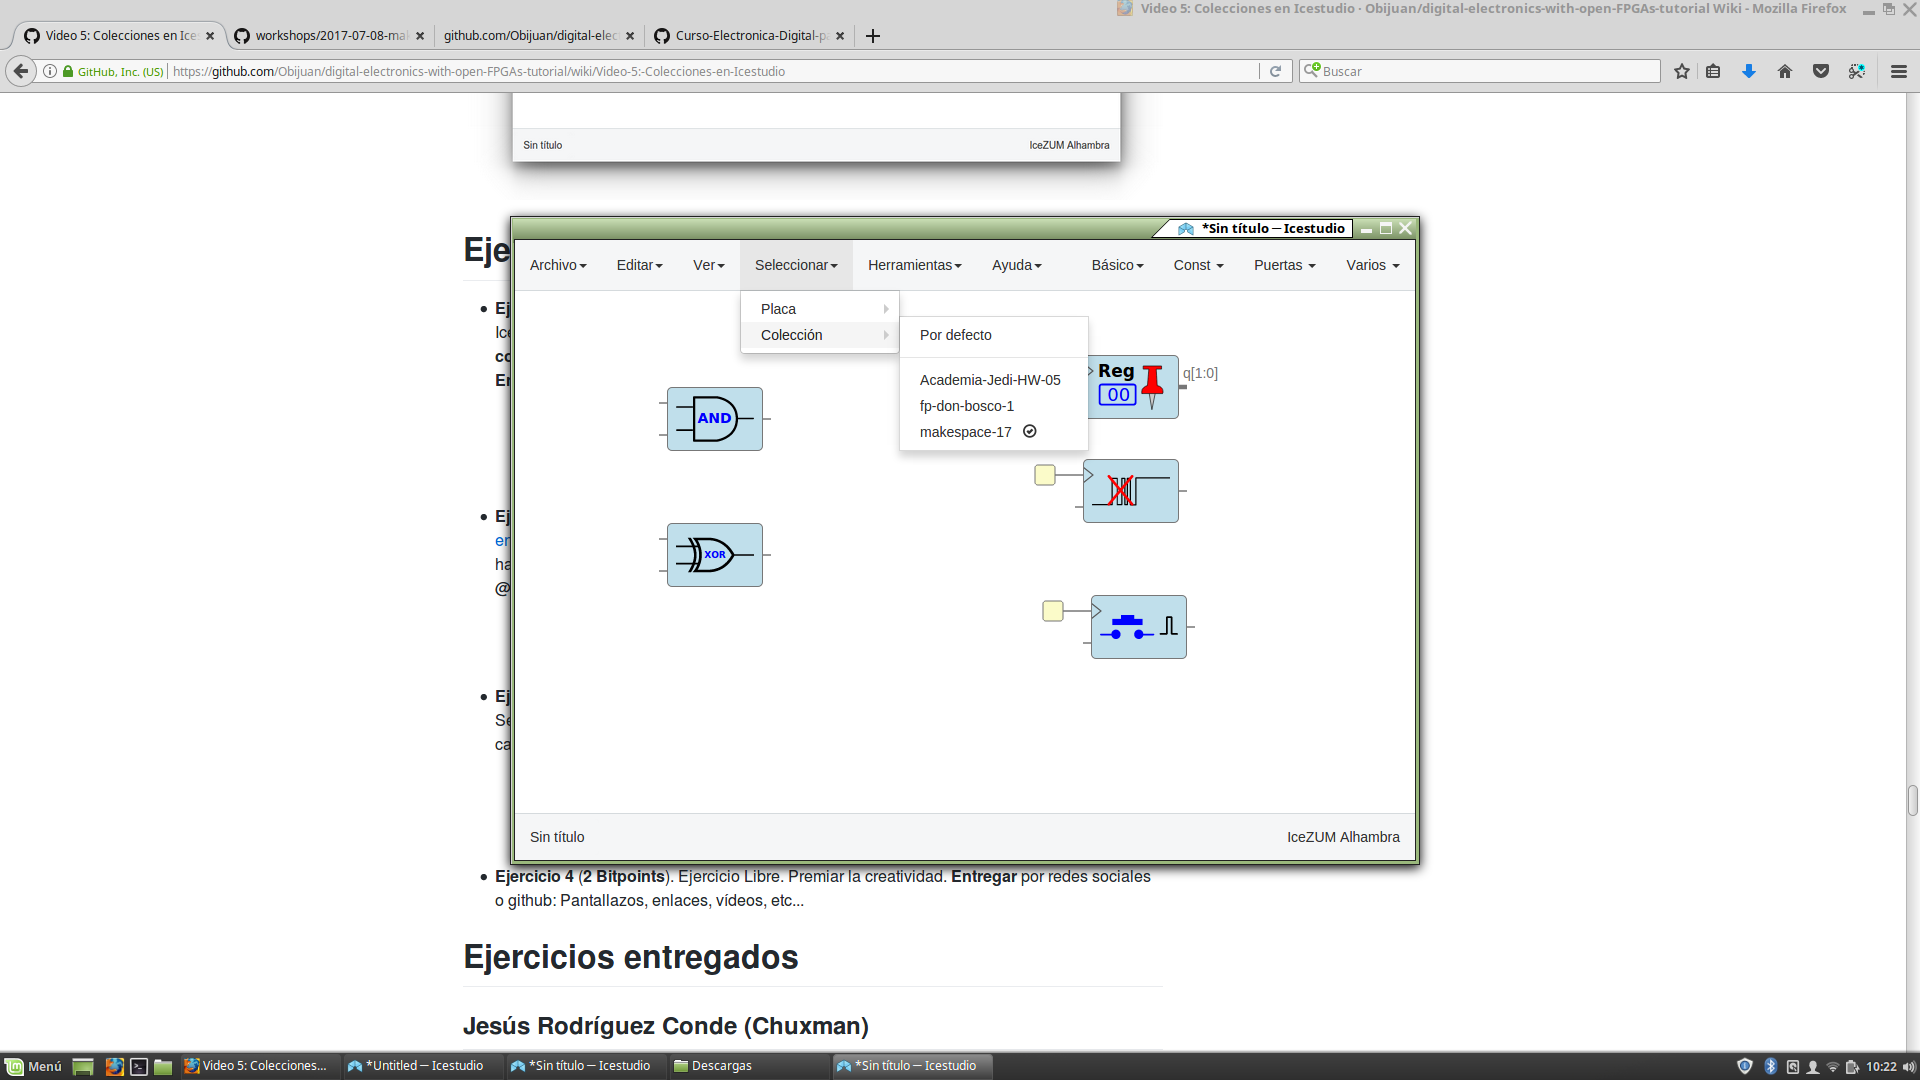 Video 5: Colecciones en Icestudio · Obijuan/digital-electronics-with-open-FPGAs-tutorial Wiki - Mozilla Firefox
Video 5: Colecciones en Ices
workshops/2017-07-08-mak
github.com/Obijuan/digital-elec
Curso-Electronica-Digital-pa
GitHub, Inc. (US)
https://github.com/Obijuan/digital-electronics-with-open-FPGAs-tutorial/wiki/Video-5:-Colecciones-en-Icestudio
Buscar
Sin título
IceZUM Alhambra
*Sin título ─ Icestudio
Archivo
Editar
Ver
Seleccionar
Herramientas
Ayuda
Básico
Const
Puertas
Varios
Placa
Colección
Por defecto
Academia-Jedi-HW-05
fp-don-bosco-1
makespace-17
AND
XOR
Reg
00
q[1:0]
Sin título
IceZUM Alhambra
Eje
Ej
Ice
co
En
Ej
en
ha
@
Ej
Se
ca
Ejercicio 4 (2 Bitpoints). Ejercicio Libre. Premiar la creatividad. Entregar por redes sociales
o github: Pantallazos, enlaces, vídeos, etc...
Ejercicios entregados
Jesús Rodríguez Conde (Chuxman)
Menú
Video 5: Colecciones...
*Untitled ─ Icestudio
*Sin título ─ Icestudio
Descargas
*Sin título ─ Icestudio
10:22